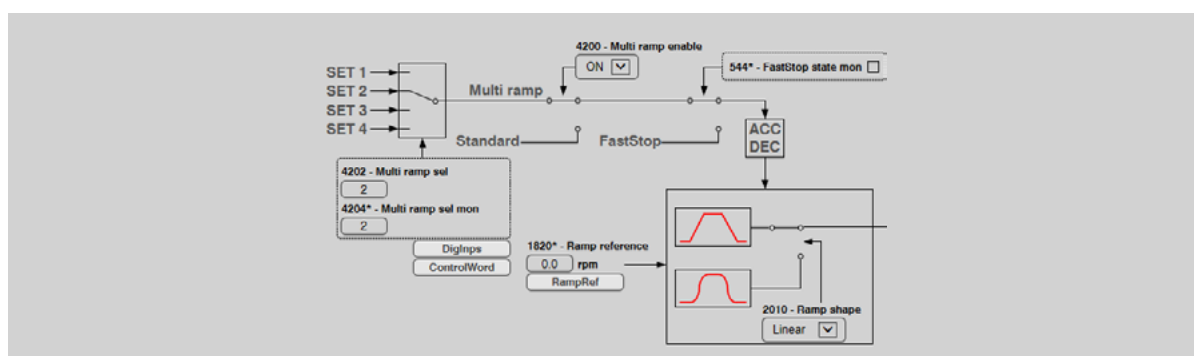 4200 - Multi ramp enable
ON
544* - FastStop state mon
SET 1
SET 2
SET 3
SET 4
Multi ramp
Standard
FastStop
ACC
DEC
4202 - Multi ramp sel
2
4204* - Multi ramp sel mon
2
DigInps
ControlWord
1820* - Ramp reference
0.0 rpm
RampRef
2010 - Ramp shape
Linear